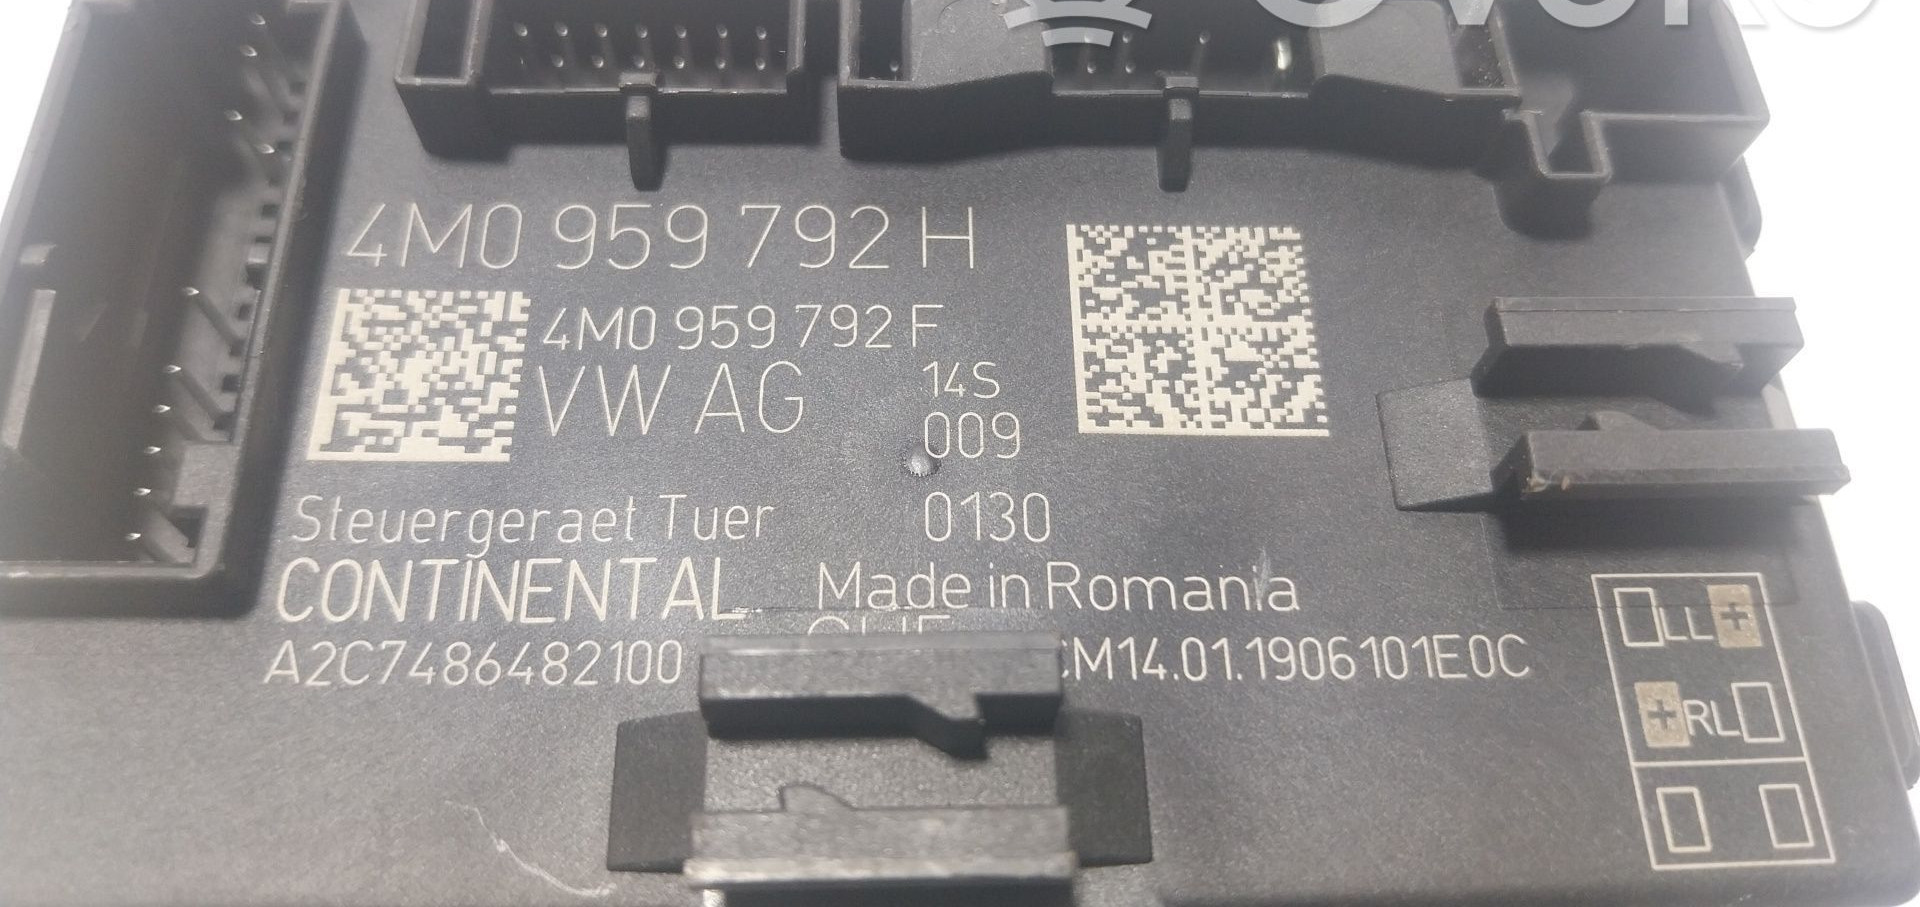 4M0 959 792 H
4M0 959 792 F
VW AG
14S
009
Steuergeraet Tuer
0130
CONTINENTAL
Made in Romania
A2C7486482100
CM14.01.1906101E0C
LL +
+ RL